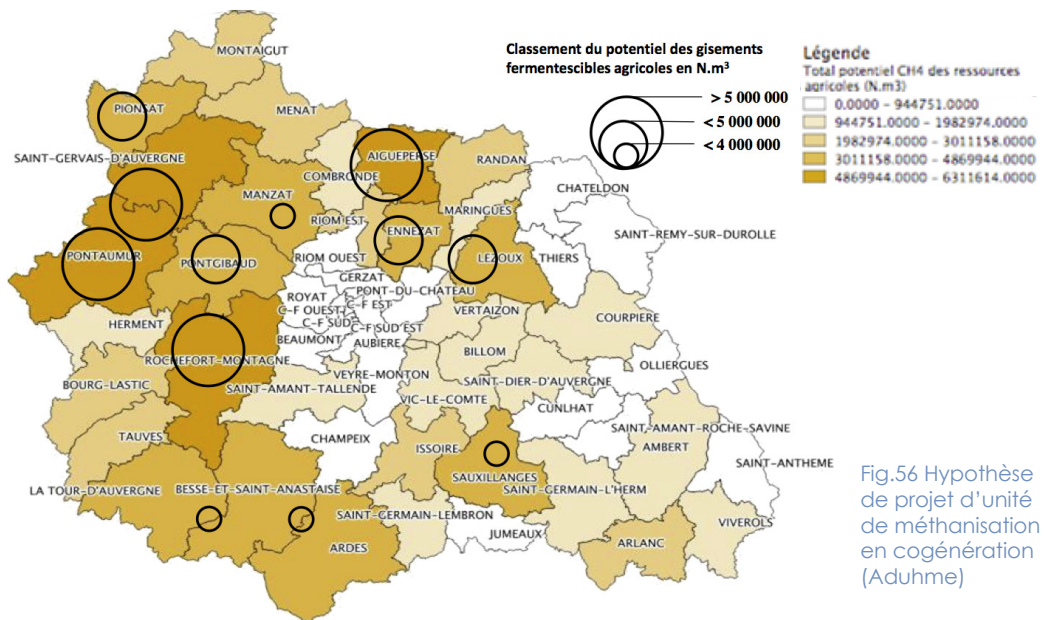 MONTAIGUT
Classement du potentiel des gisements
fermentescibles agricoles en N.m³
> 5 000 000
< 5 000 000
< 4 000 000
Légende
Total potentiel CH4 des ressources
agricoles (N.m3)
0.0000 - 944751.0000
944751.0000 - 1982974.0000
1982974.0000 - 3011158.0000
3011158.0000 - 4869944.0000
4869944.0000 - 6311614.0000
PIONSAT
MENAT
SAINT-GERVAIS-D'AUVERGNE
AIGUEPERSE
RANDAN
COMBRONDE
CHATELDON
MANZAT
MARINGUES
RIOM EST
ENNEZAT
SAINT-REMY-SUR-DUROLLE
PONTAUMUR
PONTGIBAUD
RIOM OUEST
LEZOUX
THIERS
GERZAT
PONT-DU-CHATEAU
ROYAT
C-F EST
C-F OUEST
C-F SUD
VERTAIZON
COURPIERE
HERMENT
C-F SUD EST
BEAUMONT
AUBIERE
ROCHEFORT-MONTAGNE
BILLOM
OLLIERGUES
BOURG-LASTIC
VEYRE-MONTON
SAINT-AMANT-TALLENDE
SAINT-DIER-D'AUVERGNE
VIC-LE-COMTE
CUNLHAT
TAUVES
CHAMPEIX
SAINT-AMANT-ROCHE-SAVINE
ISSOIRE
AMBERT
SAINT-ANTHEME
SAUXILLANGES
LA TOUR-D'AUVERGNE
BESSE-ET-SAINT-ANASTAISE
SAINT-GERMAIN-L'HERM
SAINT-GERMAIN-LEMBRON
VIVEROLS
JUMEAUX
ARDES
ARLANC
Fig.56 Hypothèse
de projet d'unité
de méthanisation
en cogénération
(Aduhme)